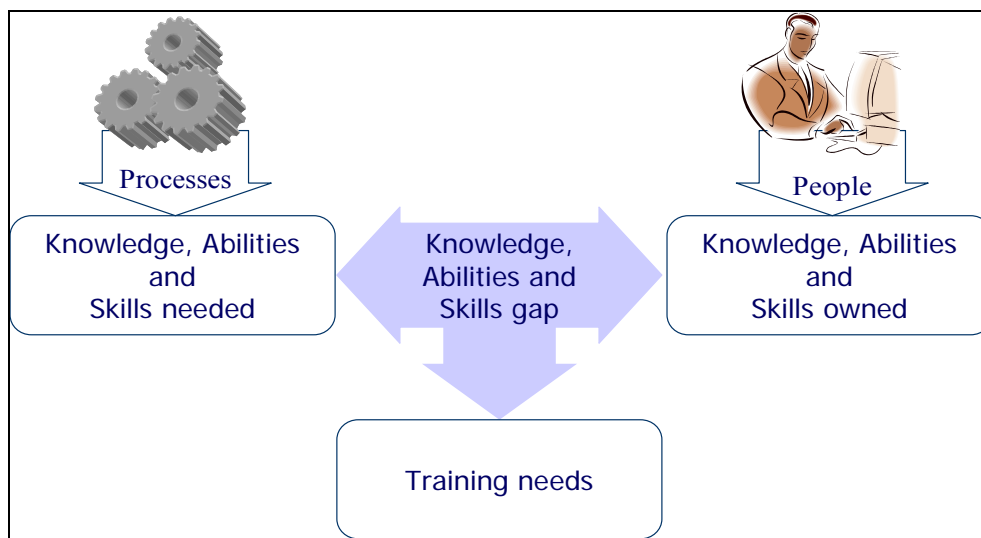 Processes
People
Knowledge, Abilities
and
Skills needed
Knowledge,
Abilities and
Skills gap
Knowledge, Abilities
and
Skills owned
Training needs